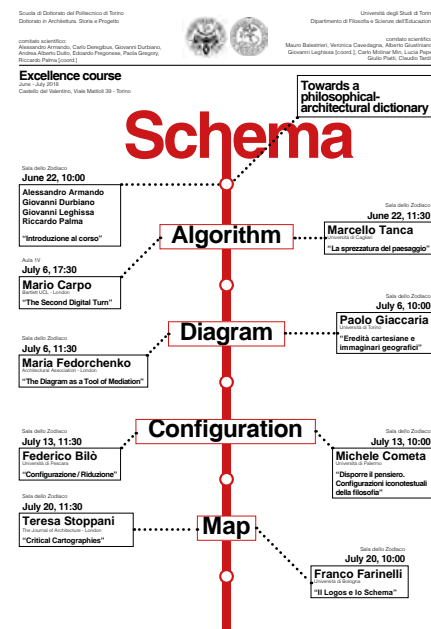 Scuola di Dottorato del Politecnico di Torino
Dottorato in Architettura. Storia e Progetto
comitato scientifico:
Alessandro Armando, Carlo Deregibus, Giovanni Durbiano,
Andrea Alberto Dutto, Edoardo Fregonese, Paola Gregory,
Riccardo Palma [coord.]
Università degli Studi di Torin
Dipartimento di Filosofia e Scienze dell'Educazion
comitato scientifico
Mauro Balestrieri, Veronica Cavedagna, Alberto Giustiniano
Giovanni Leghissa [coord.], Carlo Molinar Min, Lucia Pepe
Giulio Piatti, Claudio Tardi
Excellence course
June - July 2018
Castello del Valentino, Viale Mattioli 39 - Torino
Towards a
philosophical-
architectural dictionary
Schema
Sala dello Zodiaco
June 22, 10:00
Alessandro Armando
Giovanni Durbiano
Giovanni Leghissa
Riccardo Palma
"Introduzione al corso"
Sala dello Zodiaco
June 22, 11:30
Marcello Tanca
Università di Cagliari
"La sprezzatura del paesaggio"
Algorithm
Aula 1V
July 6, 17:30
Mario Carpo
Bartlett UCL - London
"The Second Digital Turn"
Sala dello Zodiaco
July 6, 10:00
Paolo Giaccaria
Università di Torino
"Eredità cartesiane e
immaginari geografici"
Diagram
Sala dello Zodiaco
July 6, 11:30
Maria Fedorchenko
Architectural Association - London
"The Diagram as a Tool of Mediation"
Configuration
Sala dello Zodiaco
July 13, 11:30
Federico Bilò
Università di Pescara
"Configurazione / Riduzione"
Sala dello Zodiaco
July 13, 10:00
Michele Cometa
Università di Palermo
"Disporre il pensiero.
Configurazioni iconotestuali
della filosofia"
Sala dello Zodiaco
July 20, 11:30
Teresa Stoppani
The Journal of Architecture - London
"Critical Cartographies"
Map
Sala dello Zodiaco
July 20, 10:00
Franco Farinelli
Università di Bologna
"Il Logos e lo Schema"